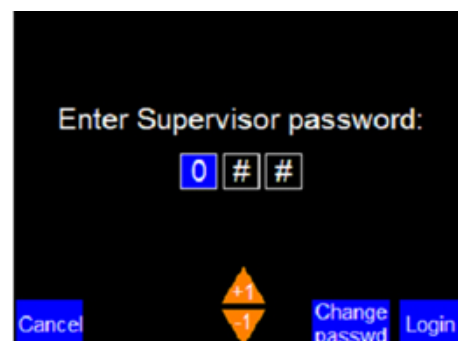 Enter Supervisor password:
0 # #
+1
-1
Cancel
Change
passwd
Login